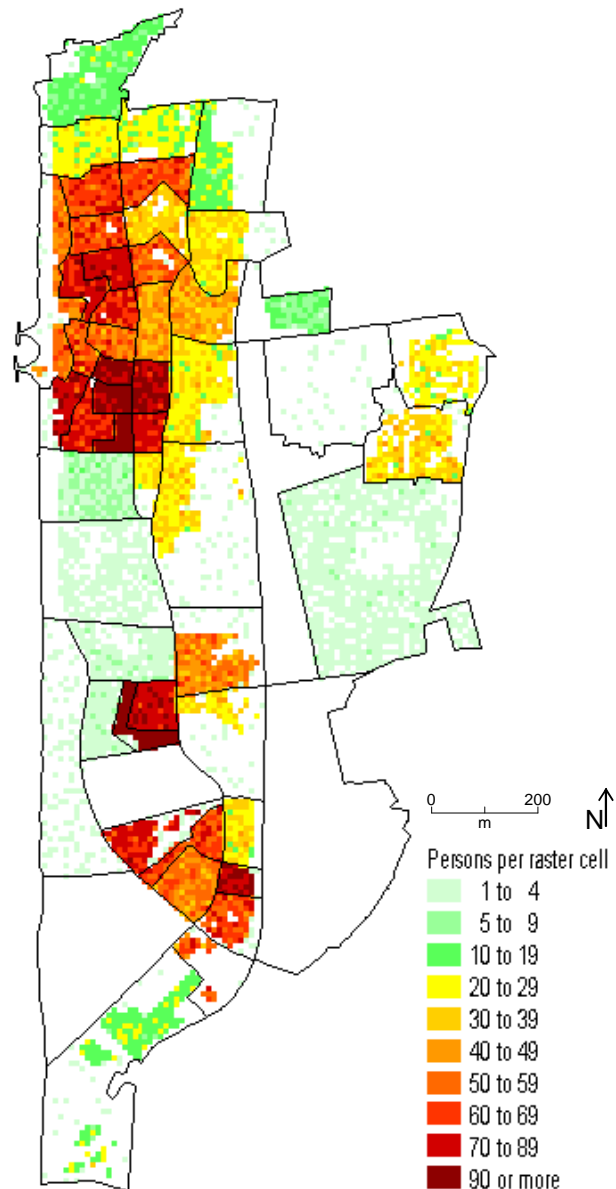 0 200
m
N
Persons per raster cell
1 to 4
5 to 9
10 to 19
20 to 29
30 to 39
40 to 49
50 to 59
60 to 69
70 to 89
90 or more